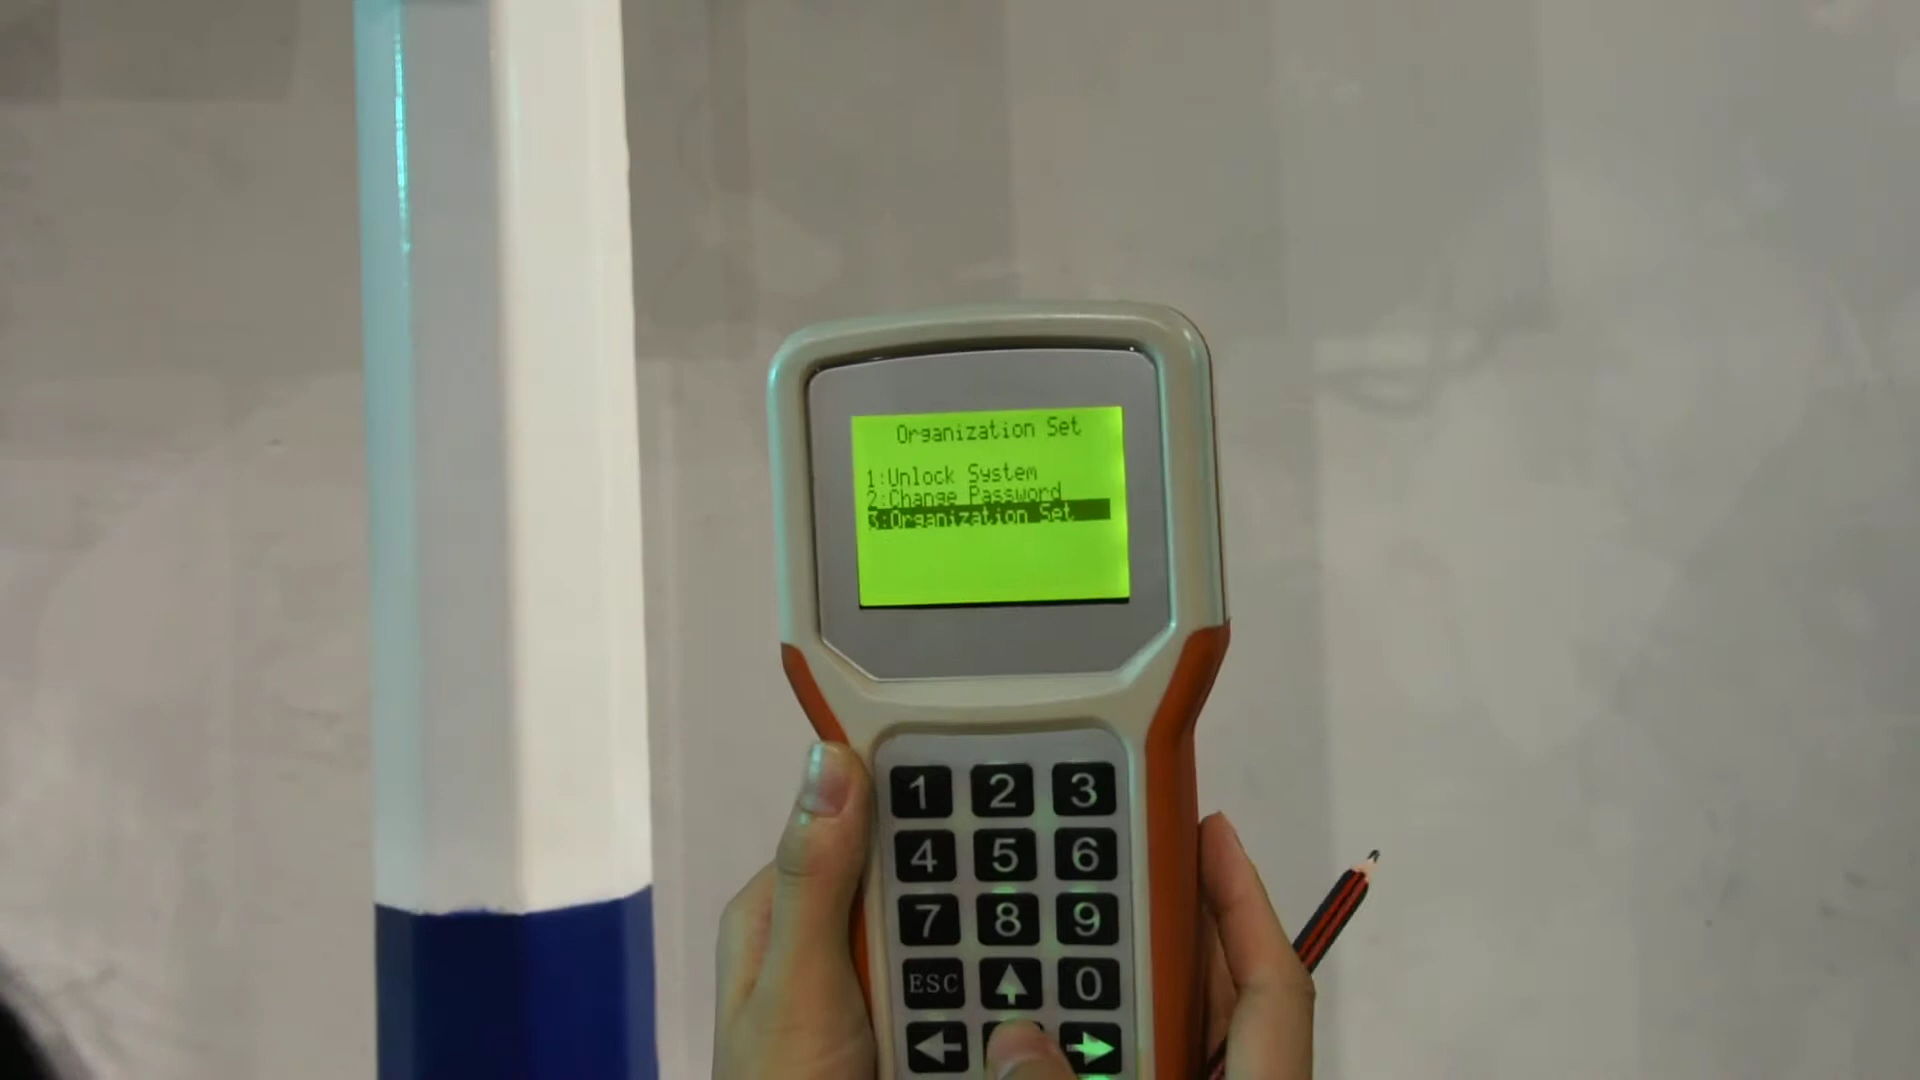 Organization Set
1:Unlock System
2:Change Password
3:Organization Set
1 2 3
4 5 6
7 8 9
ESC 0